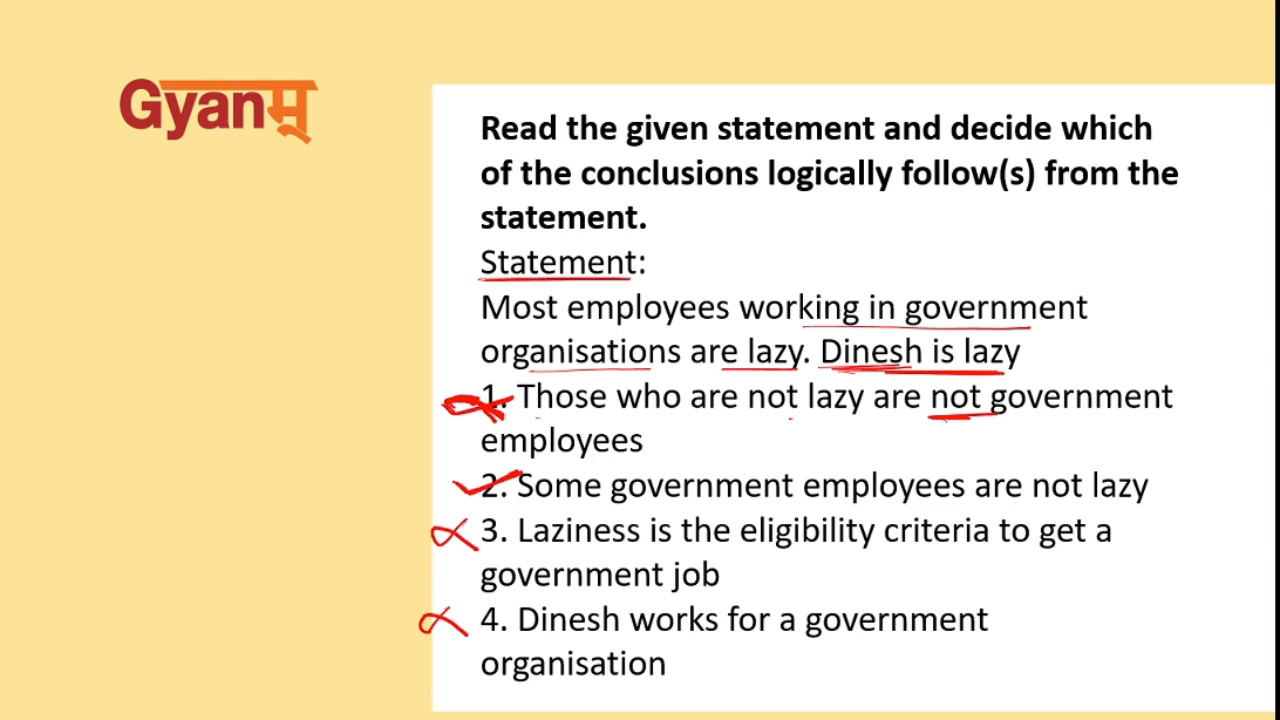 Gyanम्
Read the given statement and decide which
of the conclusions logically follow(s) from the
statement.
Statement:
Most employees working in government
organisations are lazy. Dinesh is lazy
1. Those who are not lazy are not government
employees
2. Some government employees are not lazy
3. Laziness is the eligibility criteria to get a
government job
4. Dinesh works for a government
organisation